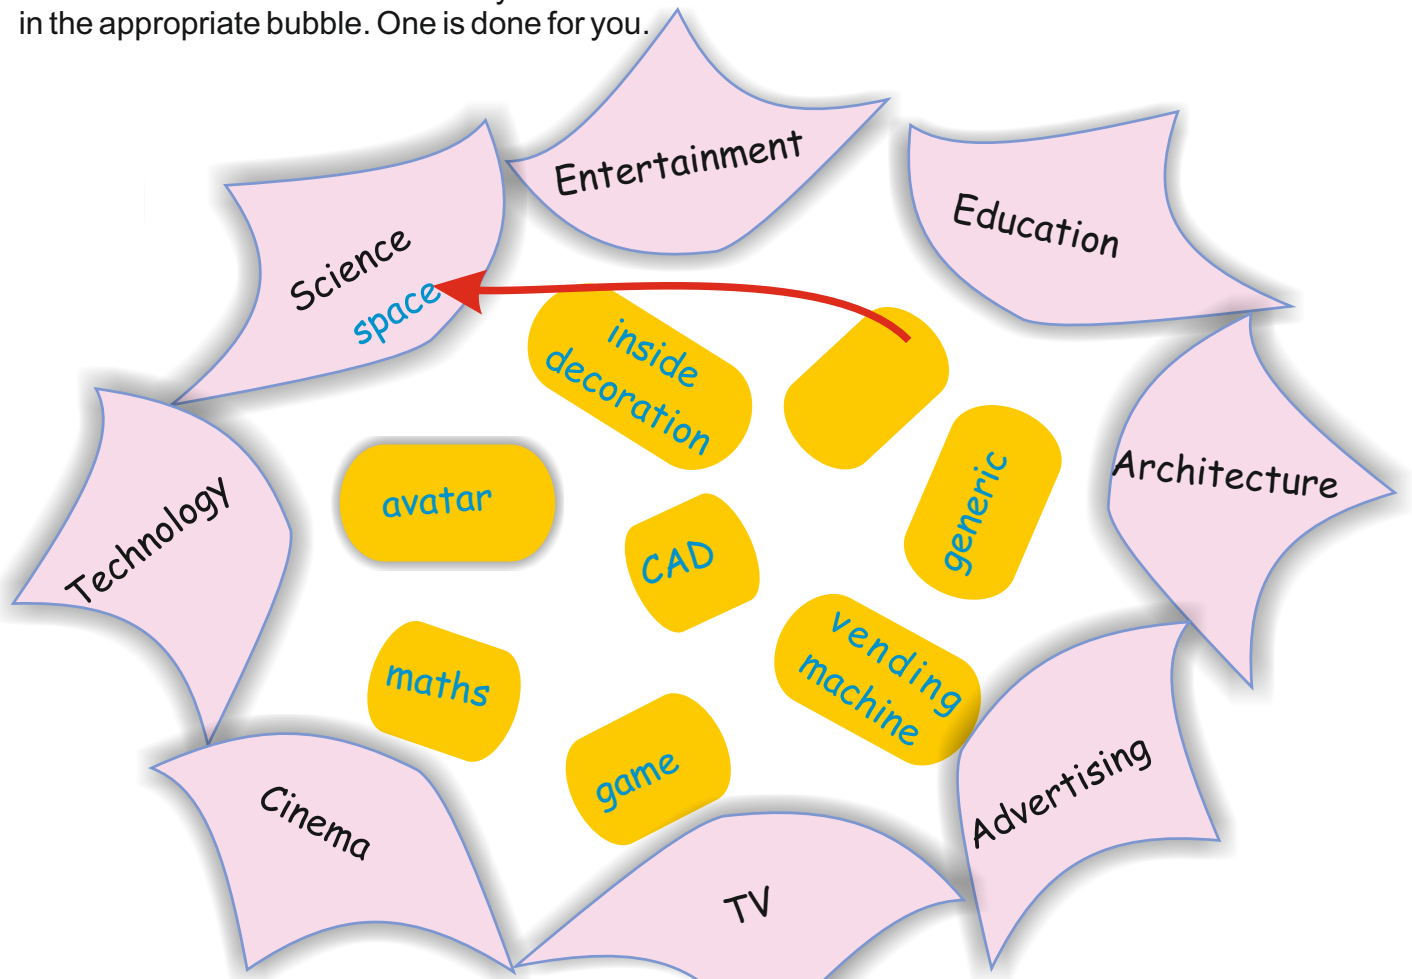 in the appropriate bubble. One is done for you.
Entertainment
Education
Science
space
inside
decoration
generic
Architecture
Technology
avatar
CAD
vending
machine
maths
game
Advertising
Cinema
TV